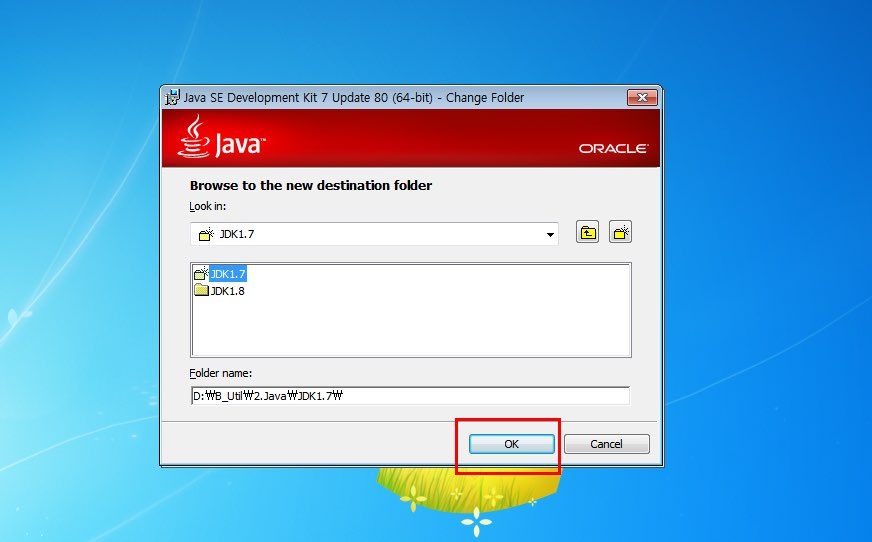 Java SE Development Kit 7 Update 80 (64-bit) - Change Folder
Java™
ORACLE
Browse to the new destination folder
Look in:
JDK1.7
JDK1.7
JDK1.8
Folder name:
D:₩B_Util₩2.Java₩JDK1.7₩
OK
Cancel